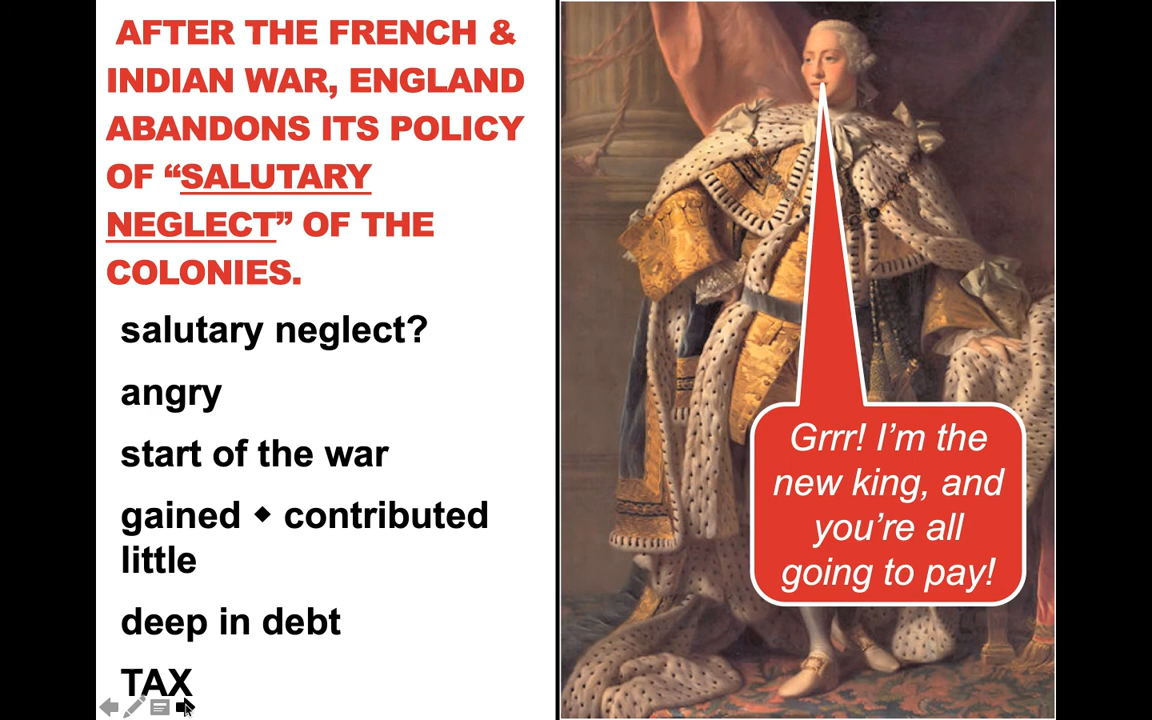 AFTER THE FRENCH &
INDIAN WAR, ENGLAND
ABANDONS ITS POLICY
OF “SALUTARY
NEGLECT” OF THE
COLONIES.
salutary neglect?
angry
start of the war
gained ◆ contributed
little
deep in debt
TAX
Grrr! I’m the
new king, and
you’re all
going to pay!